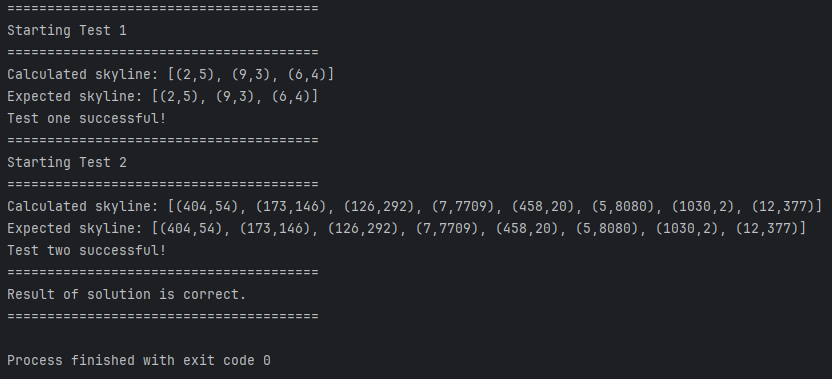 =======================================
Starting Test 1
=======================================
Calculated skyline: [(2,5), (9,3), (6,4)]
Expected skyline: [(2,5), (9,3), (6,4)]
Test one successful!
=======================================
Starting Test 2
=======================================
Calculated skyline: [(404,54), (173,146), (126,292), (7,7709), (458,20), (5,8080), (1030,2), (12,377)]
Expected skyline: [(404,54), (173,146), (126,292), (7,7709), (458,20), (5,8080), (1030,2), (12,377)]
Test two successful!
=======================================
Result of solution is correct.
=======================================
Process finished with exit code 0